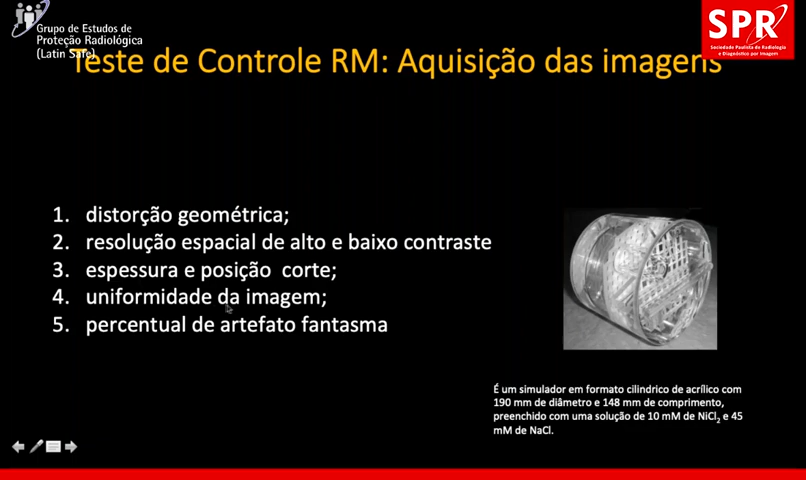 Grupo de Estudos de
Proteção Radiológica
(Latin Safe)
SPR
Sociedade Paulista de Radiologia
e Diagnóstico por Imagem
Teste de Controle RM: Aquisição das imagens
1. distorção geométrica;
2. resolução espacial de alto e baixo contraste
3. espessura e posição corte;
4. uniformidade da imagem;
5. percentual de artefato fantasma
É um simulador em formato cilindrico de acrílico com
190 mm de diâmetro e 148 mm de comprimento,
preenchido com uma solução de 10 mM de NiCl2 e 45
mM de NaCl.